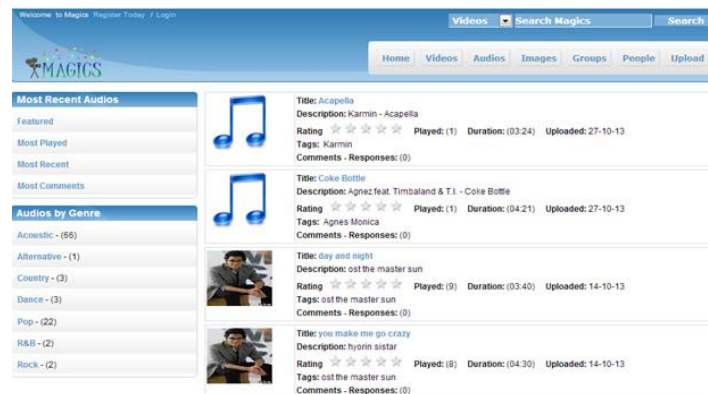 Welcome to Magics Register Today / Login
Videos Search Magics Search
MAGICS
Home Videos Audios Images Groups People Upload
Most Recent Audios
Featured
Most Played
Most Recent
Most Comments
Audios by Genre
Acoustic - (66)
Alternative - (1)
Country - (3)
Dance - (3)
Pop - (22)
R&B - (2)
Rock - (2)
Title: Acapella
Description: Karmin - Acapella
Rating Played: (1) Duration: (03:24) Uploaded: 27-10-13
Tags: Karmin
Comments - Responses: (0)
Title: Coke Bottle
Description: Agnez feat. Timbaland & T.I. - Coke Bottle
Rating Played: (1) Duration: (04:21) Uploaded: 27-10-13
Tags: Agnes Monica
Comments - Responses: (0)
Title: day and night
Description: ost the master sun
Rating Played: (9) Duration: (03:40) Uploaded: 14-10-13
Tags: ost the master sun
Comments - Responses: (0)
Title: you make me go crazy
Description: hyorin sistar
Rating Played: (8) Duration: (04:30) Uploaded: 14-10-13
Tags: ost the master sun
Comments - Responses: (0)